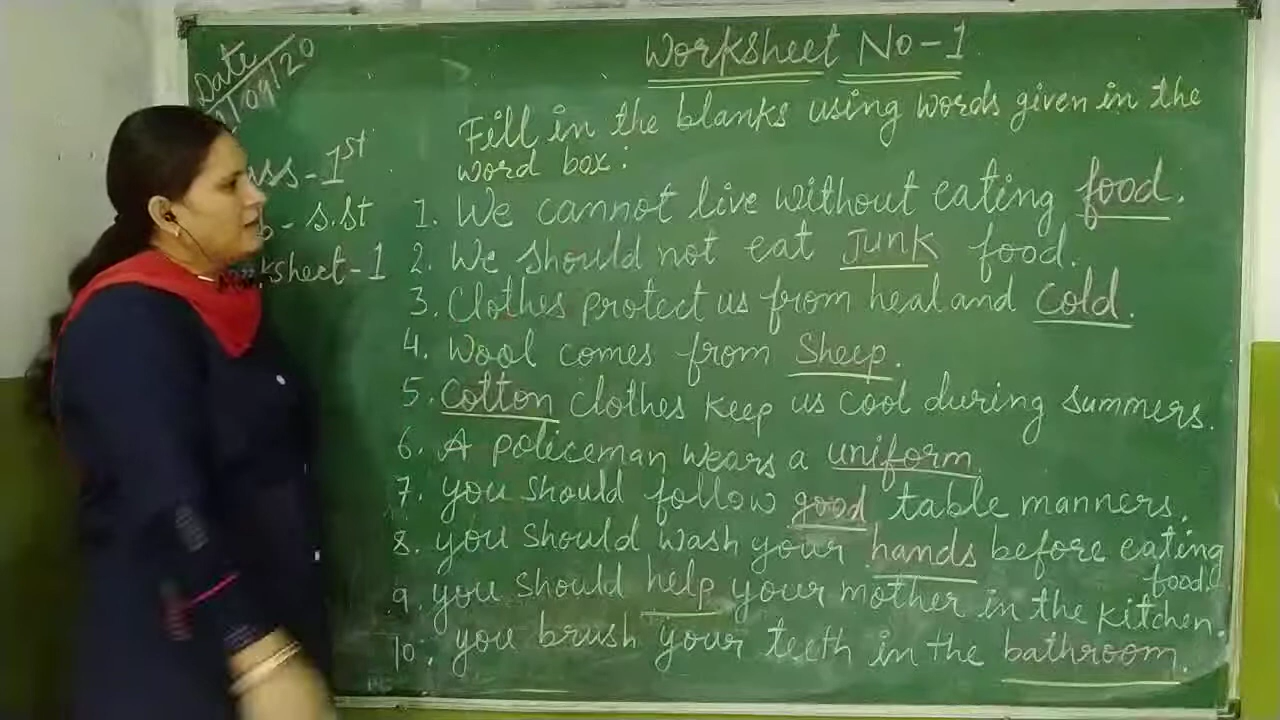 Date
/09/20
Worksheet No-1
Fill in the blanks using words given in the
word box:
ass-1st
b-s.st
ksheet-1
1. We cannot live without eating food.
2. We should not eat Junk food.
3. Clothes protect us from heal and cold.
4. Wool comes from Sheep.
5. Cotton clothes keep us cool during summers.
6. A policeman wears a uniform.
7. you should follow good table manners.
8. you should wash your hands before eating
food.
9. you should help your mother in the kitchen.
10. you brush your teeth in the bathroom.